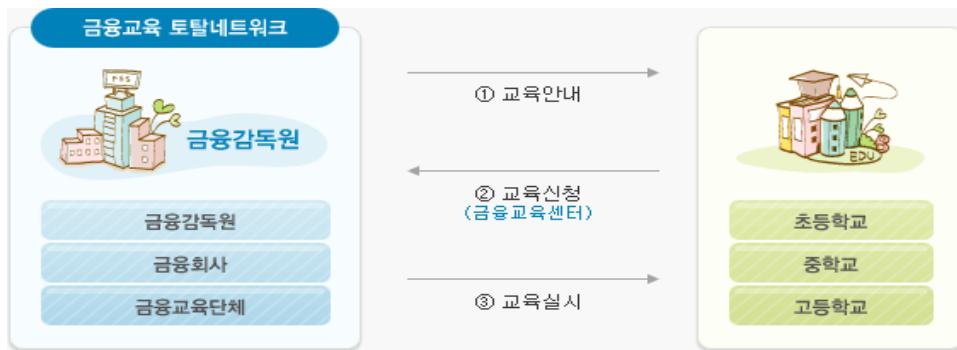 금융교육 토탈네트워크
FSS
금융감독원
금융감독원
금융회사
금융교육단체
① 교육안내
② 교육신청
(금융교육센터)
③ 교육실시
EDU
초등학교
중학교
고등학교